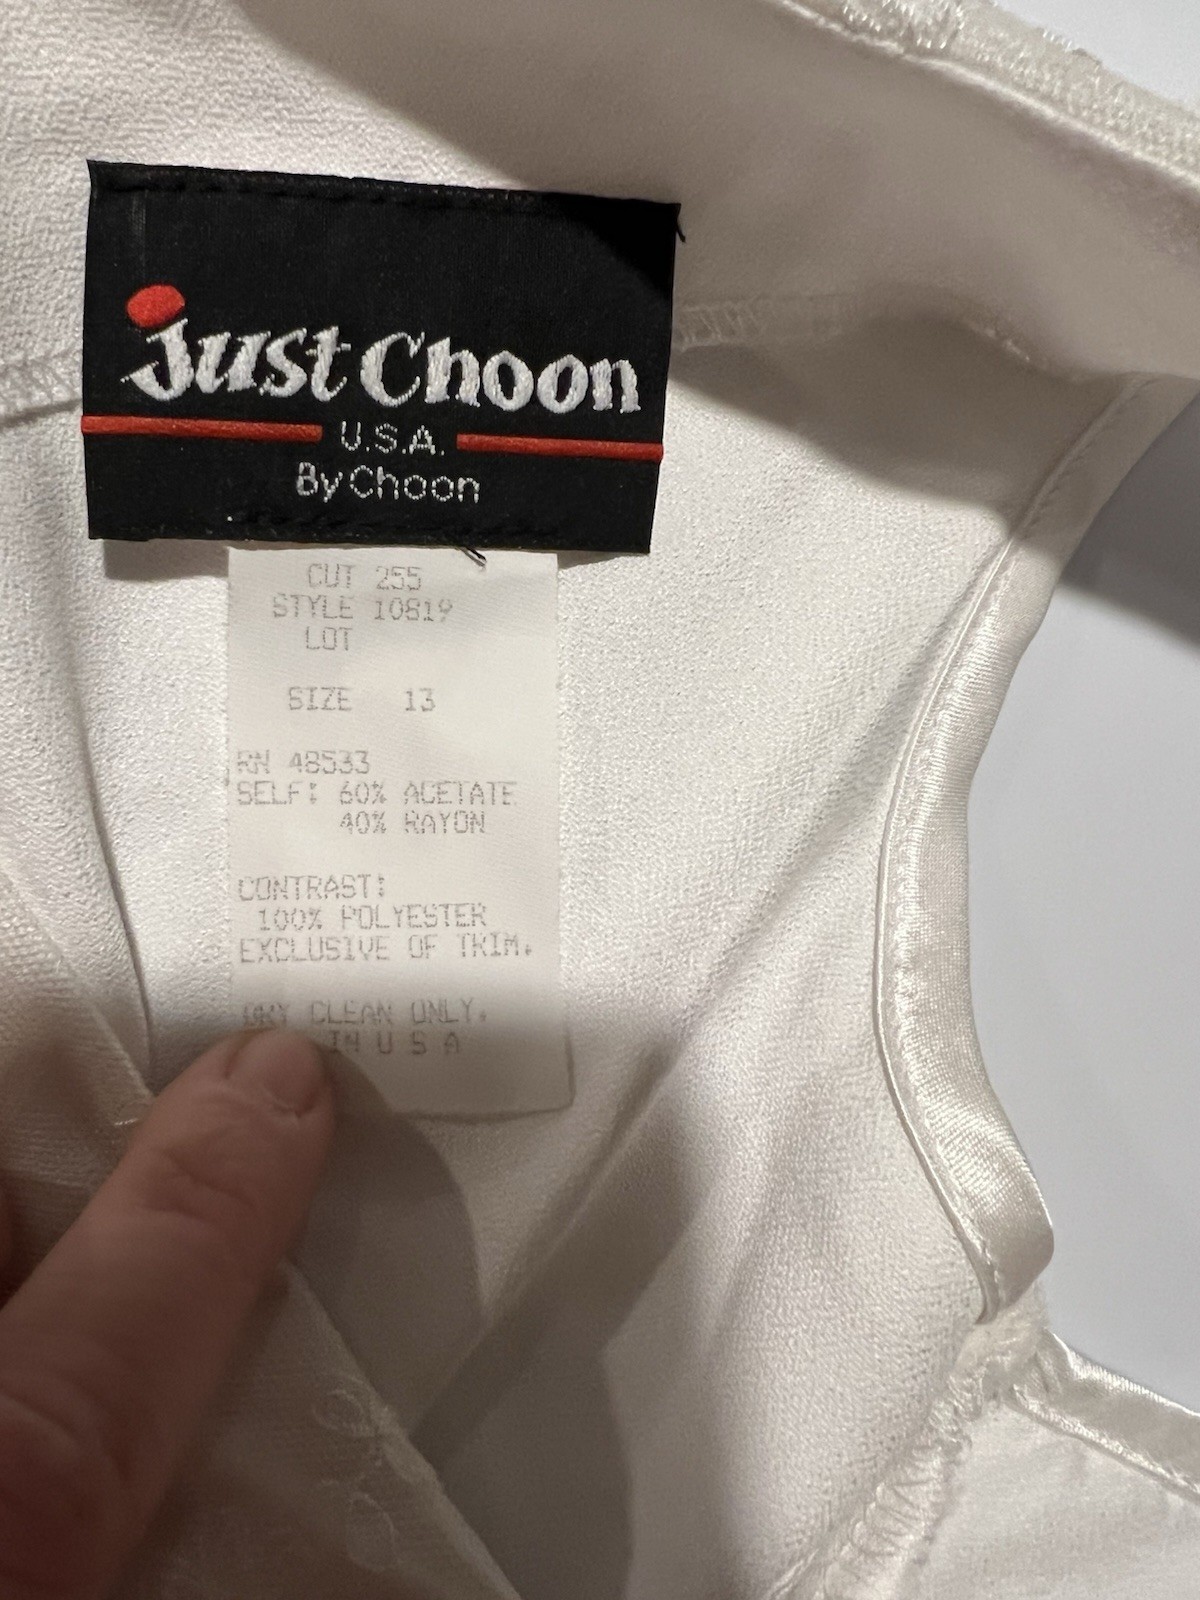 Just Choon
U.S.A.
By Choon
CUT 255
STYLE 10819
LOT
SIZE 13
RN 48533
SELF: 60% ACETATE
40% RAYON
CONTRAST:
100% POLYESTER
EXCLUSIVE OF TRIM.
DRY CLEAN ONLY.
IN U S A